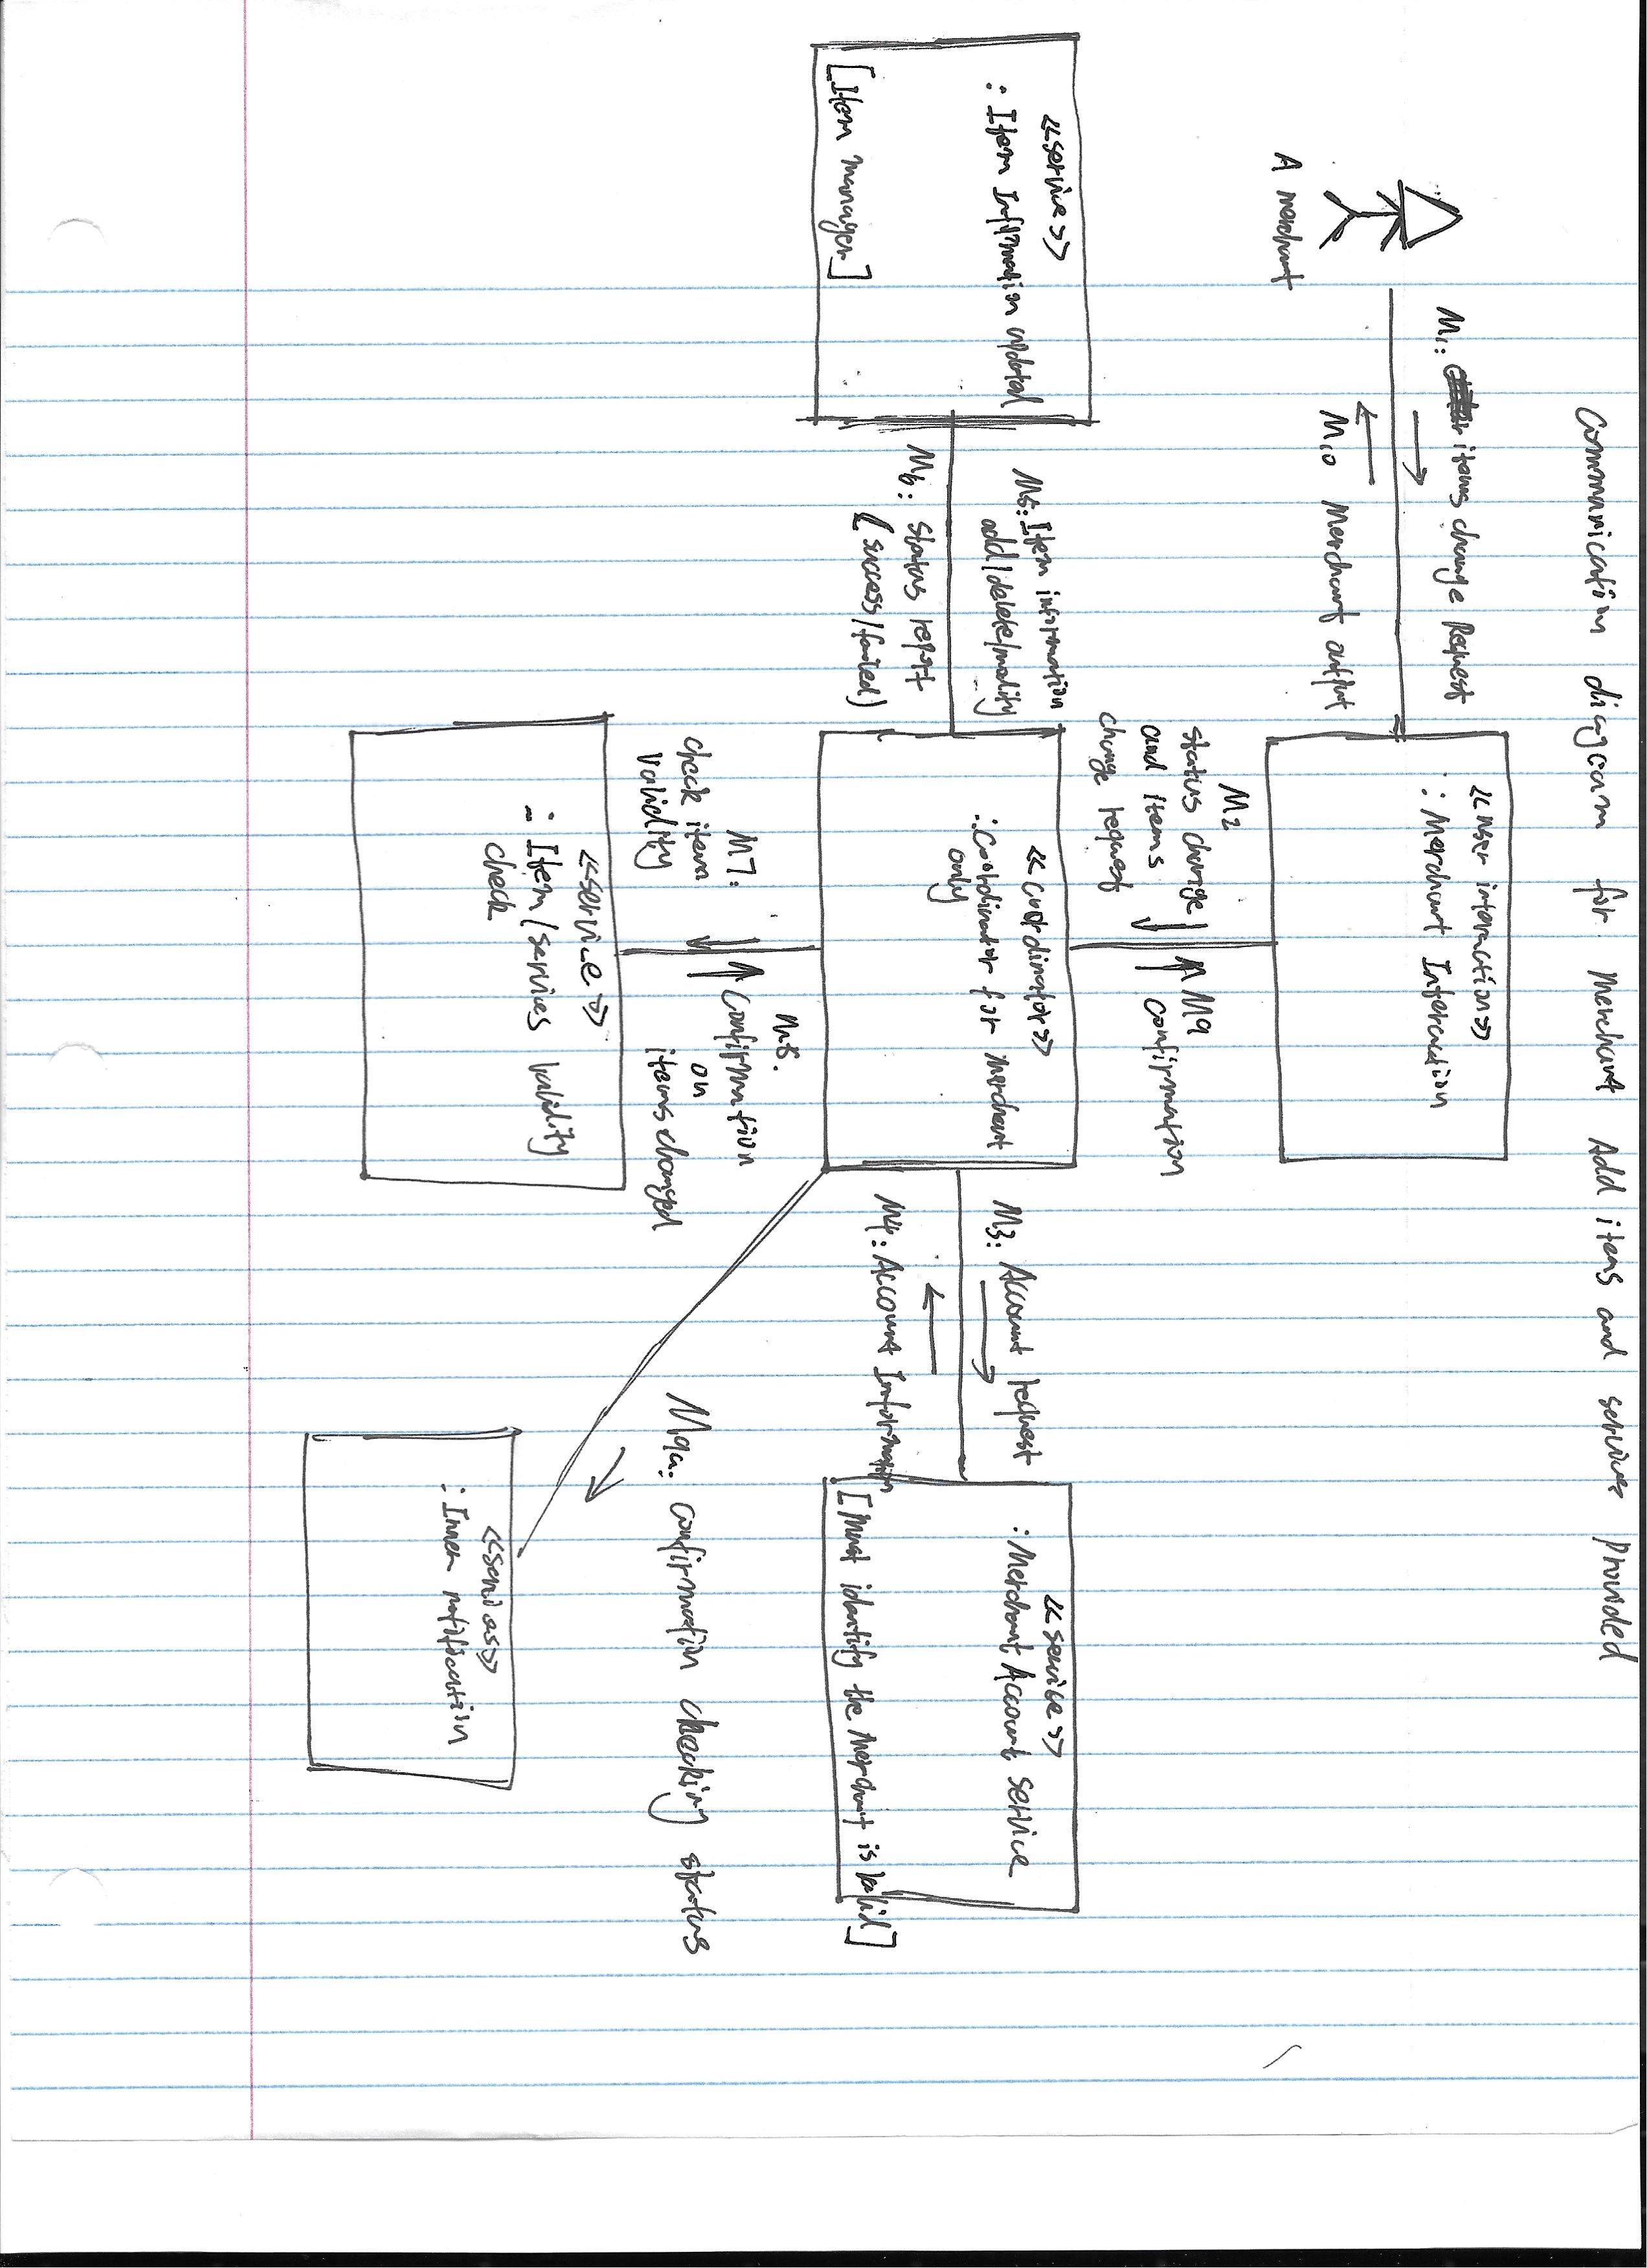 Communication diagram for Merchant Add items and services Provided
M1: items change Request
M10 Merchant output
A merchant
<<user interaction>>
: Merchant Interaction
M2
status change
and items
change request
M9
confirmation
<<service>>
: Item Information updated
[Item manager]
M5: Item information
add/delete/modify
M6: status report
(success/failed)
<<coordinator>>
: Coordinator for Merchant
only
M3: Account request
M4: Account Information
<<service>>
: Merchant Account service
[Must identify the Merchant is valid]
M7:
check item
validity
M8.
Confirmation
on
items changed
M9a: confirmation checking status
<<service>>
: Item/services validity
check
<<services>>
: Inner notification